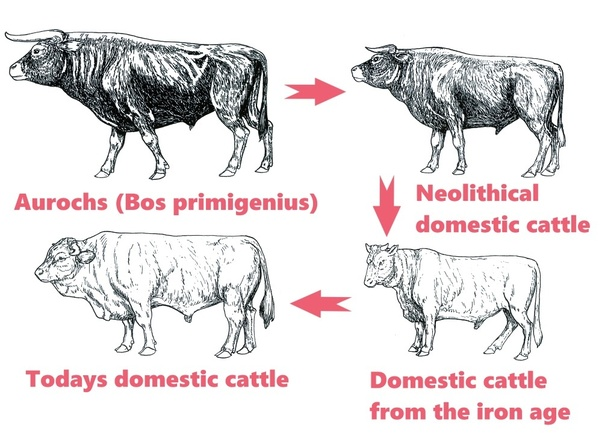 Aurochs (Bos primigenius)
Neolithical
domestic cattle
Domestic cattle
from the iron age
Todays domestic cattle